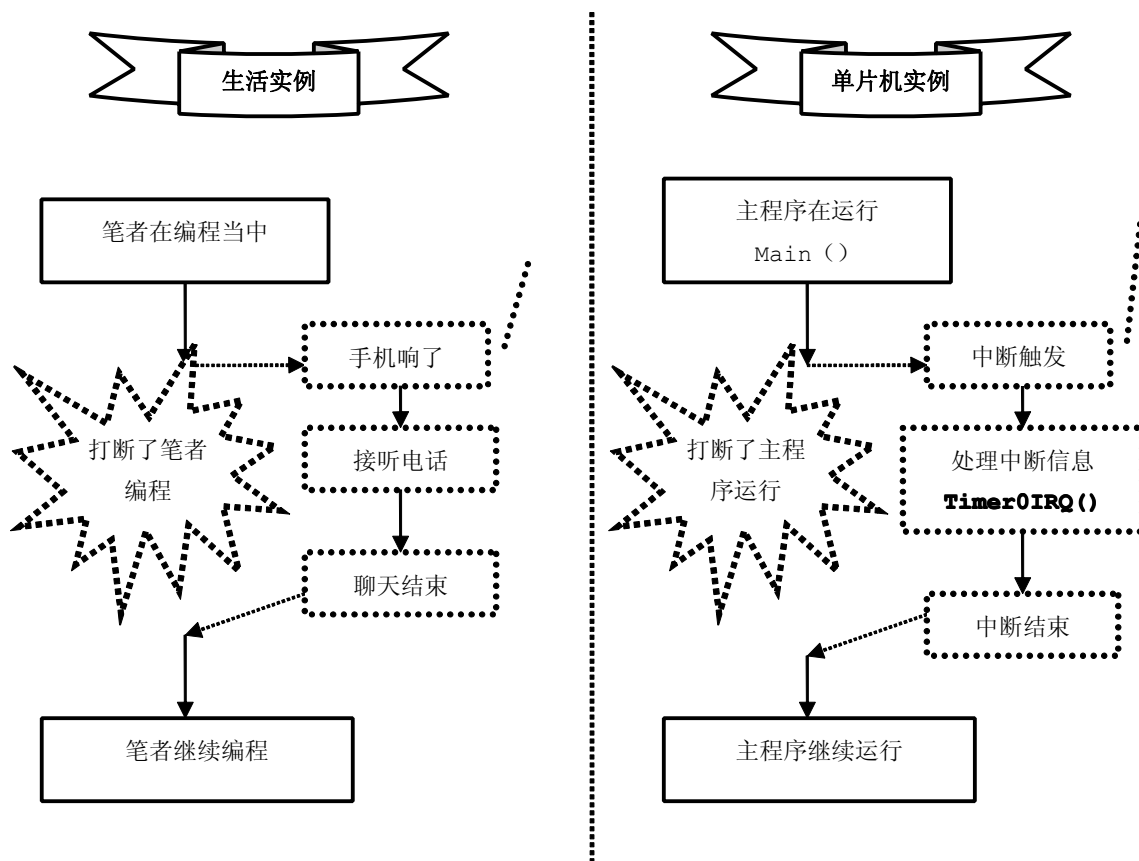 生活实例
笔者在编程当中
手机响了
打断了笔者
编程
接听电话
聊天结束
笔者继续编程
单片机实例
主程序在运行
Main（）
中断触发
打断了主程
序运行
处理中断信息
Timer0IRQ()
中断结束
主程序继续运行